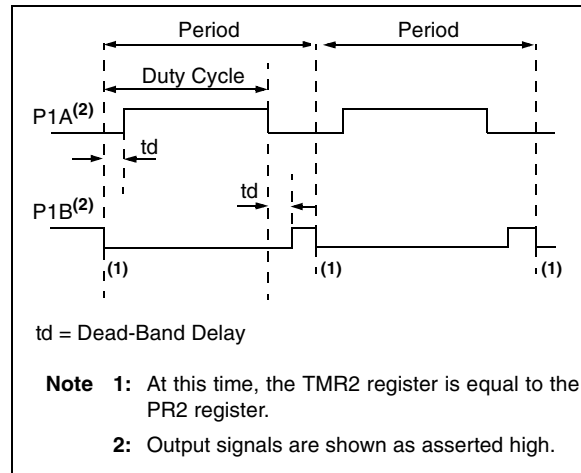 Period Period
Duty Cycle
P1A(2)
td
td
P1B(2)
(1) (1) (1)
td = Dead-Band Delay
Note 1: At this time, the TMR2 register is equal to the
PR2 register.
2: Output signals are shown as asserted high.